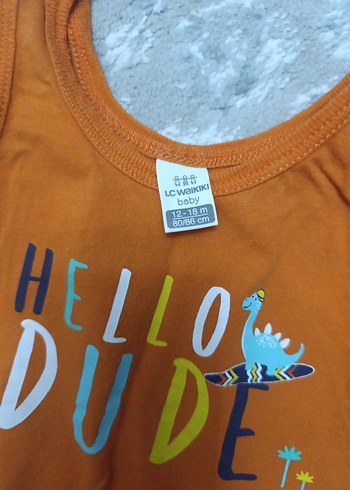 LC WAIKIKI
baby
12 - 18 m
80/86 cm
HELLO
DUDE